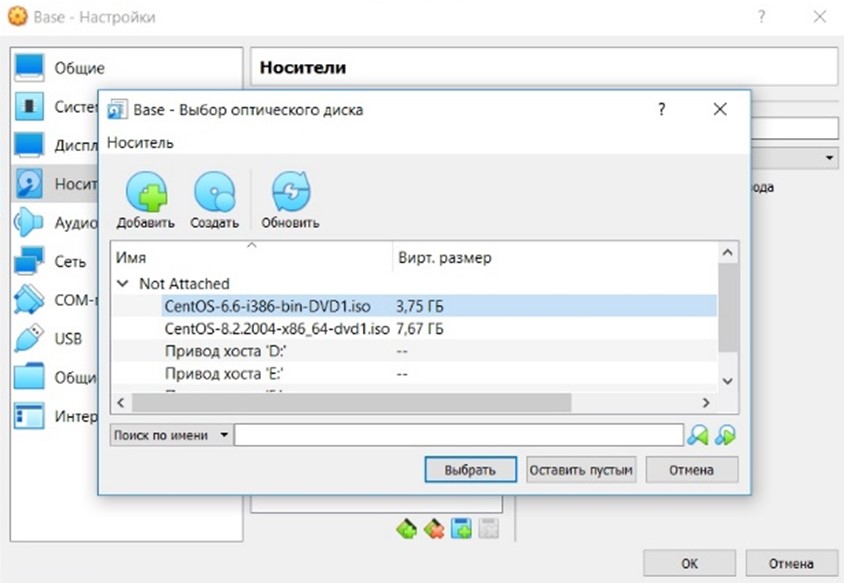 Base - Настройки
?
Общие
Носители
Систе
Диспл
Носит
Аудио
Сеть
COM-
USB
Общи
Интер
Base - Выбор оптического диска
?
Носитель
Добавить Создать Обновить
Имя Вирт. размер
Not Attached
CentOS-6.6-i386-bin-DVD1.iso 3,75 ГБ
CentOS-8.2.2004-x86_64-dvd1.iso 7,67 ГБ
Привод хоста 'D:' --
Привод хоста 'E:' --
Поиск по имени
Выбрать Оставить пустым Отмена
ода
OK Отмена